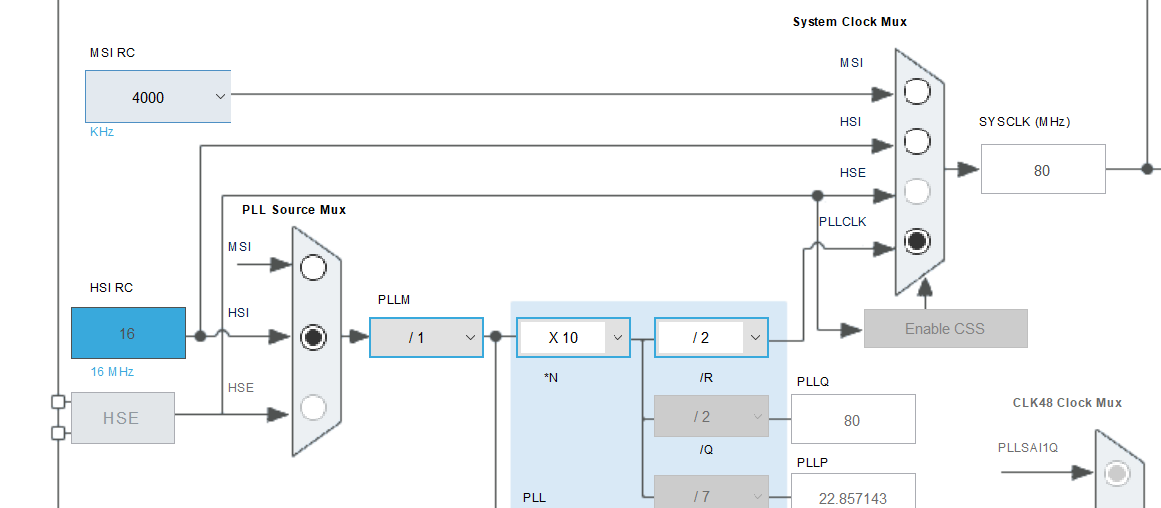 System Clock Mux
MSI RC
4000
KHz
MSI
HSI
SYSCLK (MHz)
80
HSE
PLL Source Mux
PLLCLK
MSI
HSI RC
PLLM
HSI
16
/ 1
X 10
/ 2
Enable CSS
16 MHz
*N
/R
PLLQ
HSE
HSE
/ 2
80
CLK48 Clock Mux
/Q
PLLSAI1Q
PLLP
PLL
/ 7
22.857143